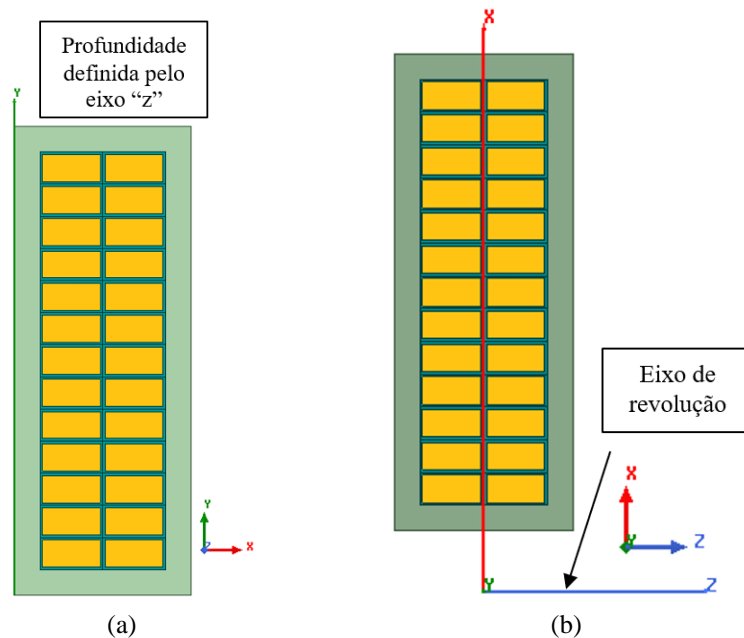 Profundidade
definida pelo
eixo “z”
Y
Y
Z
X
(a)
X
Eixo de
revolução
X
Y
Z
Y
Z
(b)